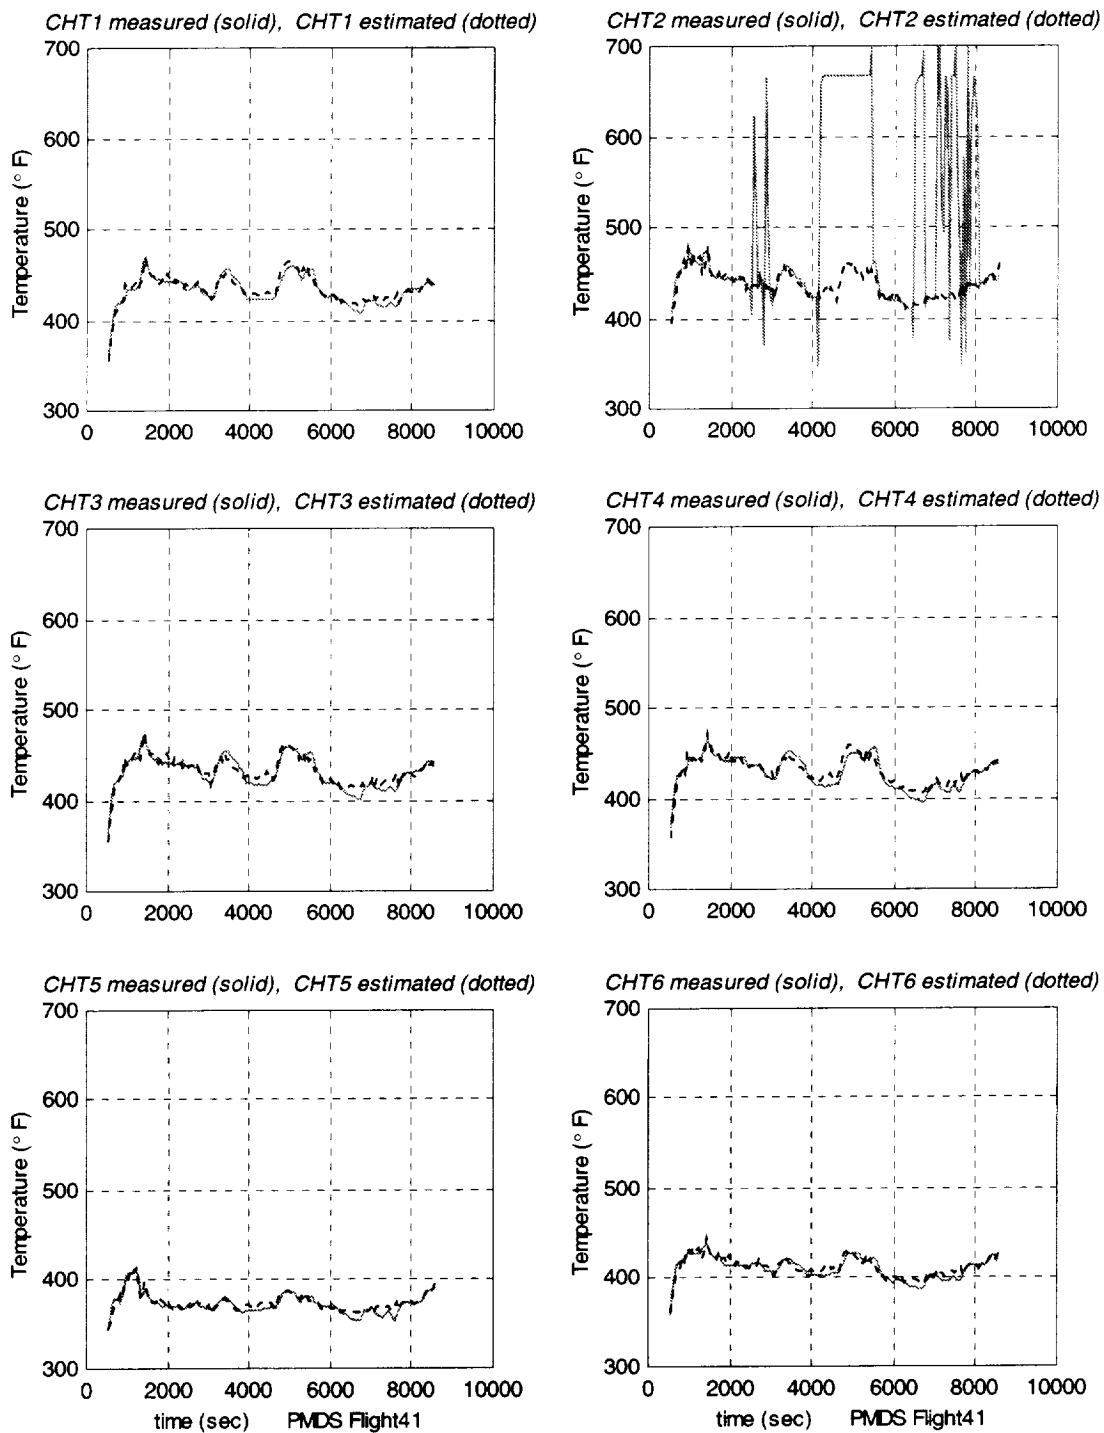 CHT1 measured (solid), CHT1 estimated (dotted)
700
600
500
400
300
Temperature (° F)
0 2000 4000 6000 8000 10000
CHT2 measured (solid), CHT2 estimated (dotted)
700
600
500
400
300
Temperature (° F)
0 2000 4000 6000 8000 10000
CHT3 measured (solid), CHT3 estimated (dotted)
700
600
500
400
300
Temperature (° F)
0 2000 4000 6000 8000 10000
CHT4 measured (solid), CHT4 estimated (dotted)
700
600
500
400
300
Temperature (° F)
0 2000 4000 6000 8000 10000
CHT5 measured (solid), CHT5 estimated (dotted)
700
600
500
400
300
Temperature (° F)
0 2000 4000 6000 8000 10000
time (sec) PMDS Flight41
CHT6 measured (solid), CHT6 estimated (dotted)
700
600
500
400
300
Temperature (° F)
0 2000 4000 6000 8000 10000
time (sec) PMDS Flight41